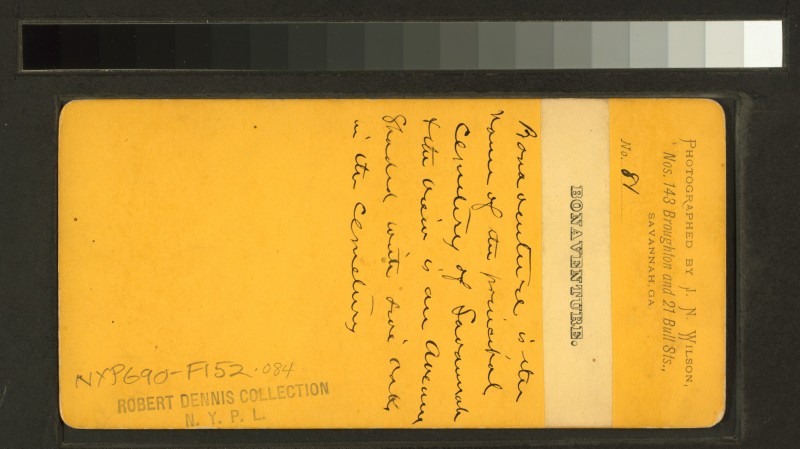 PHOTOGRAPHED BY J. N. WILSON,
Nos. 143 Broughton and 21 Bull Sts.,
SAVANNAH, GA
No. 81
BONAVENTURE.
Bonaventure is the
name of the principal
Cemetery of Savannah
& the view is an Avenue
Shaded with live oaks
in the Cemetery
NYPG90-F152.084
ROBERT DENNIS COLLECTION
N. Y. P. L.